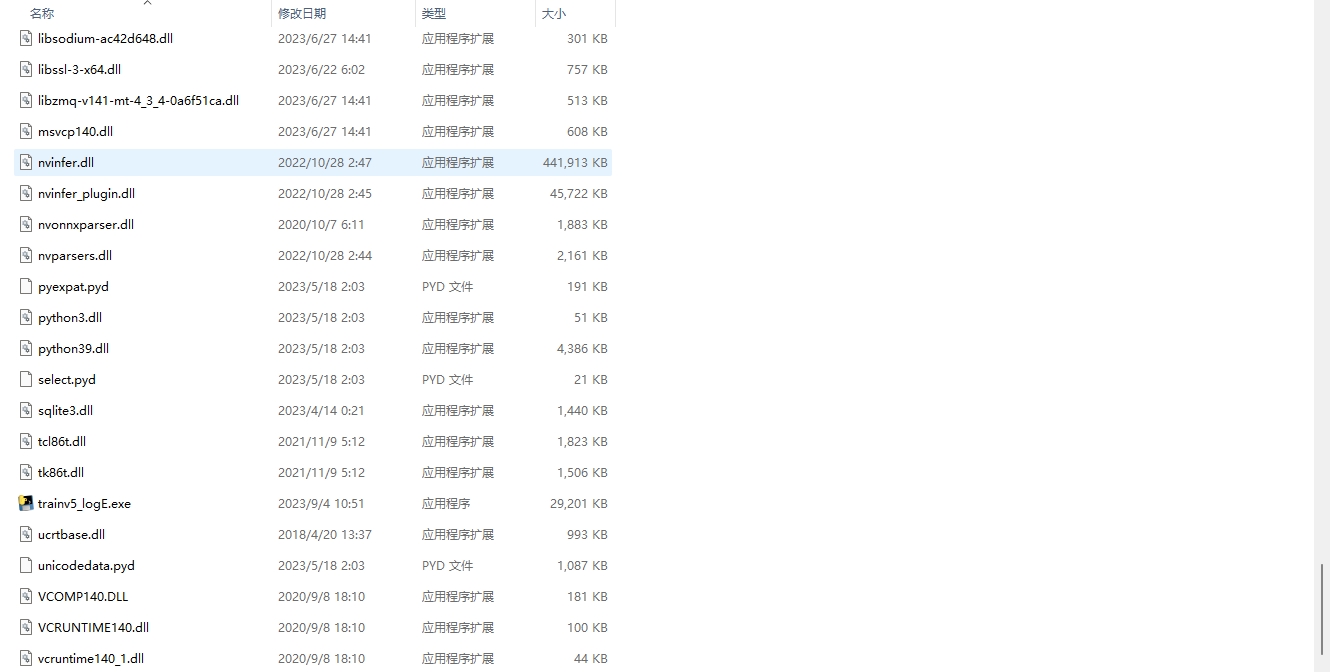 名称 修改日期 类型 大小
libsodium-ac42d648.dll 2023/6/27 14:41 应用程序扩展 301 KB
libssl-3-x64.dll 2023/6/22 6:02 应用程序扩展 757 KB
libzmq-v141-mt-4_3_4-0a6f51ca.dll 2023/6/27 14:41 应用程序扩展 513 KB
msvcp140.dll 2023/6/27 14:41 应用程序扩展 608 KB
nvinfer.dll 2022/10/28 2:47 应用程序扩展 441,913 KB
nvinfer_plugin.dll 2022/10/28 2:45 应用程序扩展 45,722 KB
nvonnxparser.dll 2020/10/7 6:11 应用程序扩展 1,883 KB
nvparsers.dll 2022/10/28 2:44 应用程序扩展 2,161 KB
pyexpat.pyd 2023/5/18 2:03 PYD 文件 191 KB
python3.dll 2023/5/18 2:03 应用程序扩展 51 KB
python39.dll 2023/5/18 2:03 应用程序扩展 4,386 KB
select.pyd 2023/5/18 2:03 PYD 文件 21 KB
sqlite3.dll 2023/4/14 0:21 应用程序扩展 1,440 KB
tcl86t.dll 2021/11/9 5:12 应用程序扩展 1,823 KB
tk86t.dll 2021/11/9 5:12 应用程序扩展 1,506 KB
trainv5_logE.exe 2023/9/4 10:51 应用程序 29,201 KB
ucrtbase.dll 2018/4/20 13:37 应用程序扩展 993 KB
unicodedata.pyd 2023/5/18 2:03 PYD 文件 1,087 KB
VCOMP140.DLL 2020/9/8 18:10 应用程序扩展 181 KB
VCRUNTIME140.dll 2020/9/8 18:10 应用程序扩展 100 KB
vcruntime140_1.dll 2020/9/8 18:10 应用程序扩展 44 KB